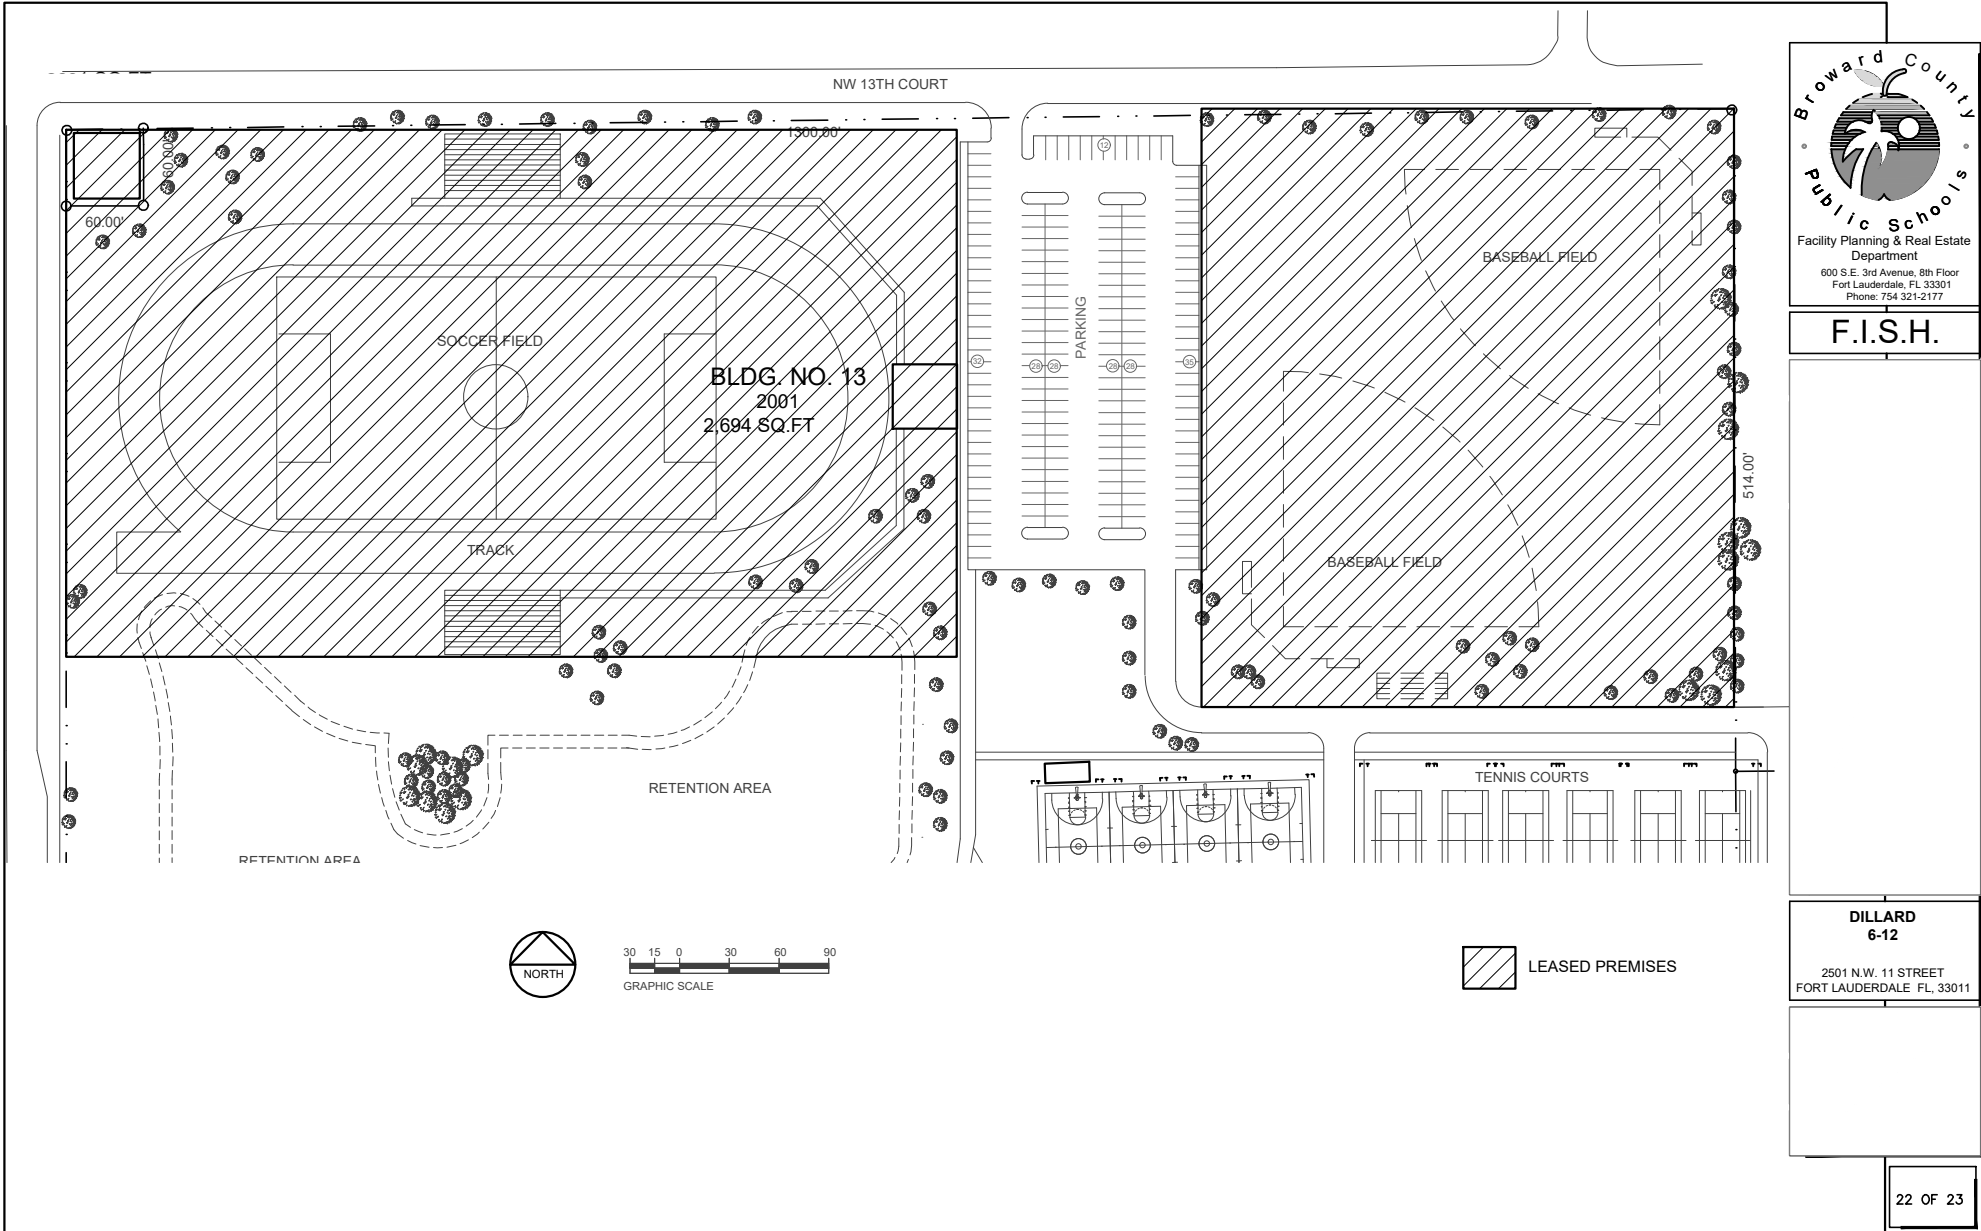 NW 13TH COURT
1300.00'
60.00'
60.00'
12
SOCCER FIELD
BLDG. NO. 13
2001
2,694 SQ.FT
TRACK
PARKING
32
28
28
28
28
35
BASEBALL FIELD
BASEBALL FIELD
514.00'
TENNIS COURTS
RETENTION AREA
RETENTION AREA
NORTH
30 15 0 30 60 90
GRAPHIC SCALE
LEASED PREMISES
Broward County
Public Schools
Facility Planning & Real Estate
Department
600 S.E. 3rd Avenue, 8th Floor
Fort Lauderdale, FL 33301
Phone: 754 321-2177
F.I.S.H.
DILLARD
6-12
2501 N.W. 11 STREET
FORT LAUDERDALE FL, 33011
22 OF 23